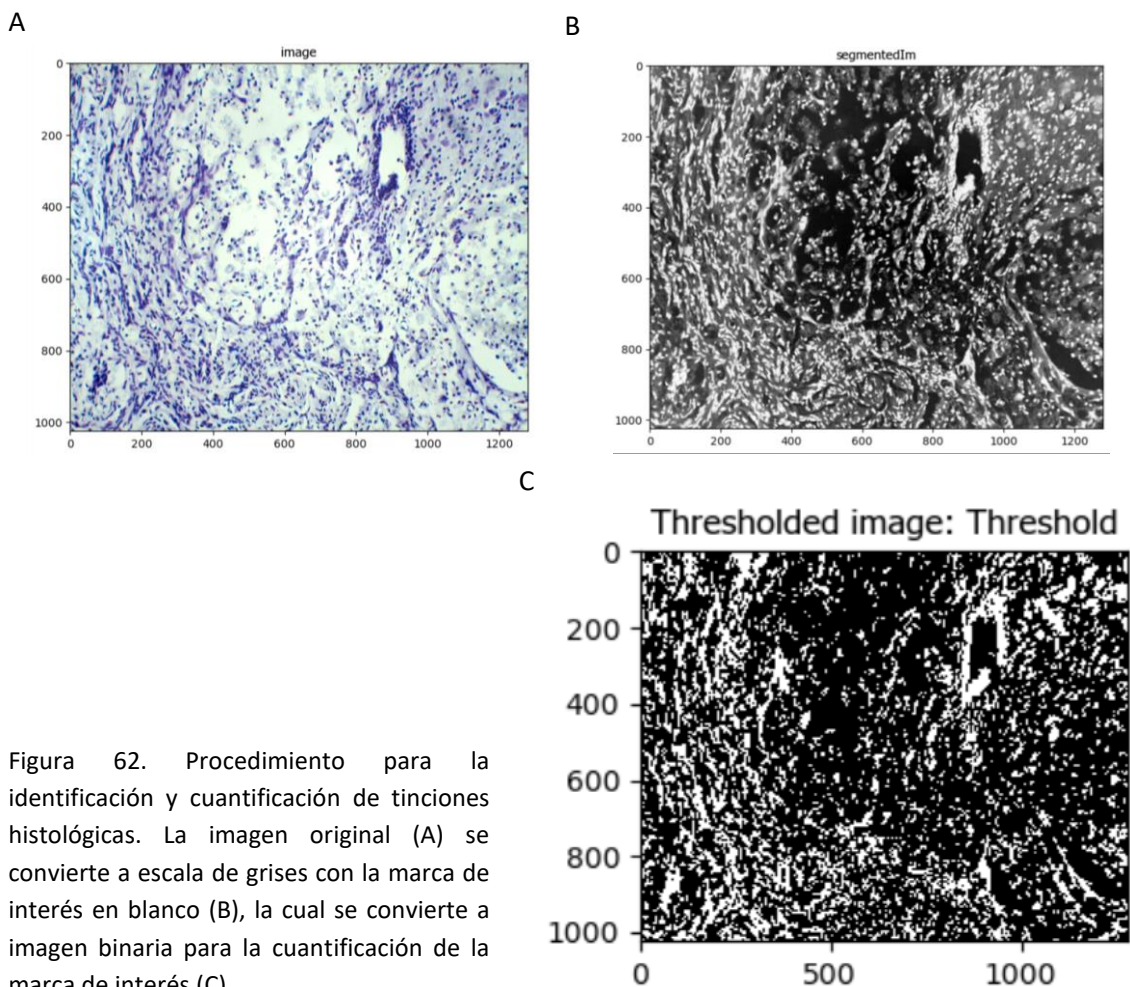 A
B
image
segmentedIm
0
200
400
600
800
1000
0 200 400 600 800 1000 1200
0
200
400
600
800
1000
0 200 400 600 800 1000 1200
C
Thresholded image: Threshold
0
200
400
600
800
1000
0 500 1000
Figura 62. Procedimiento para la
identificación y cuantificación de tinciones
histológicas. La imagen original (A) se
convierte a escala de grises con la marca de
interés en blanco (B), la cual se convierte a
imagen binaria para la cuantificación de la
marca de interés (C)